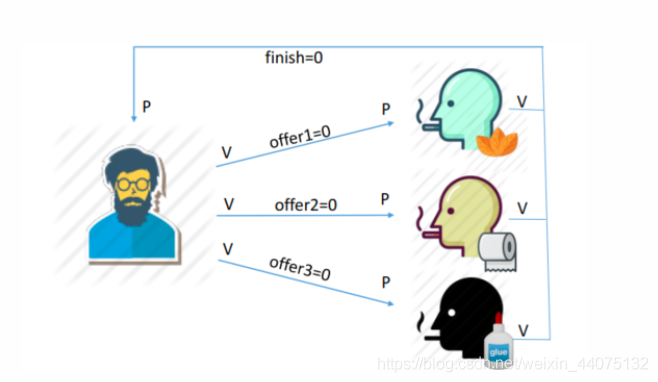 finish=0
P
V
offer1=0
P
V
V
offer2=0
P
V
V
offer3=0
P
V
glue
https://blog.csdn.net/weixin_44075132